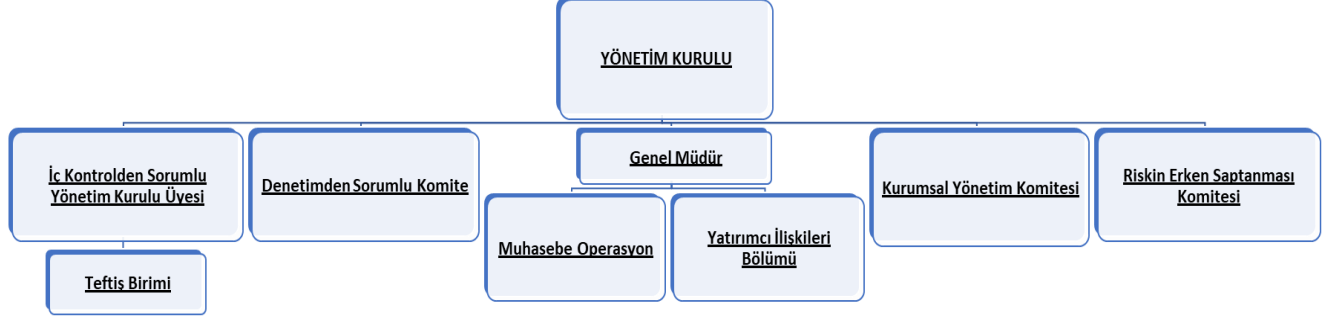 YÖNETİM KURULU
İç Kontrolden Sorumlu
Yönetim Kurulu Üyesi
Denetimden Sorumlu Komite
Genel Müdür
Kurumsal Yönetim Komitesi
Riskin Erken Saptanması
Komitesi
Teftiş Birimi
Muhasebe Operasyon
Yatırımcı İlişkileri
Bölümü